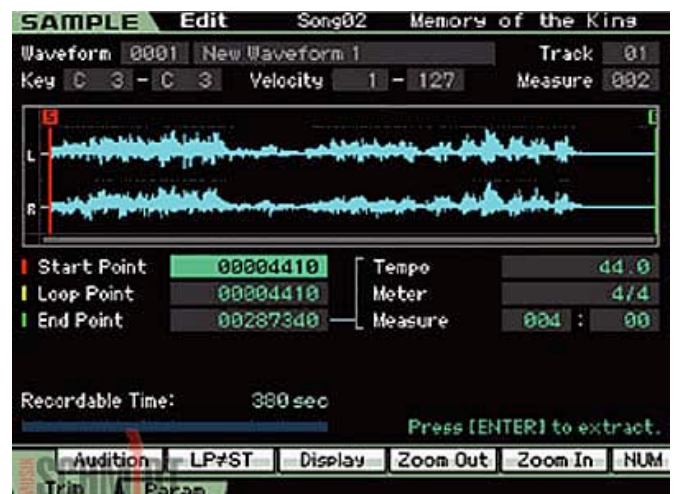 SAMPLE Edit Song02 Memory of the King
Waveform 0001 New Waveform 1 Track 01
Key C 3 - C 3 Velocity 1 - 127 Measure 002
S E
L
R
Start Point 00004410 Tempo 44.0
Loop Point 00004410 Meter 4/4
End Point 00287340 Measure 004 : 00
Recordable Time: 380 sec
Press [ENTER] to extract.
Audition LP≠ST Display Zoom Out Zoom In NUM
Trim Param